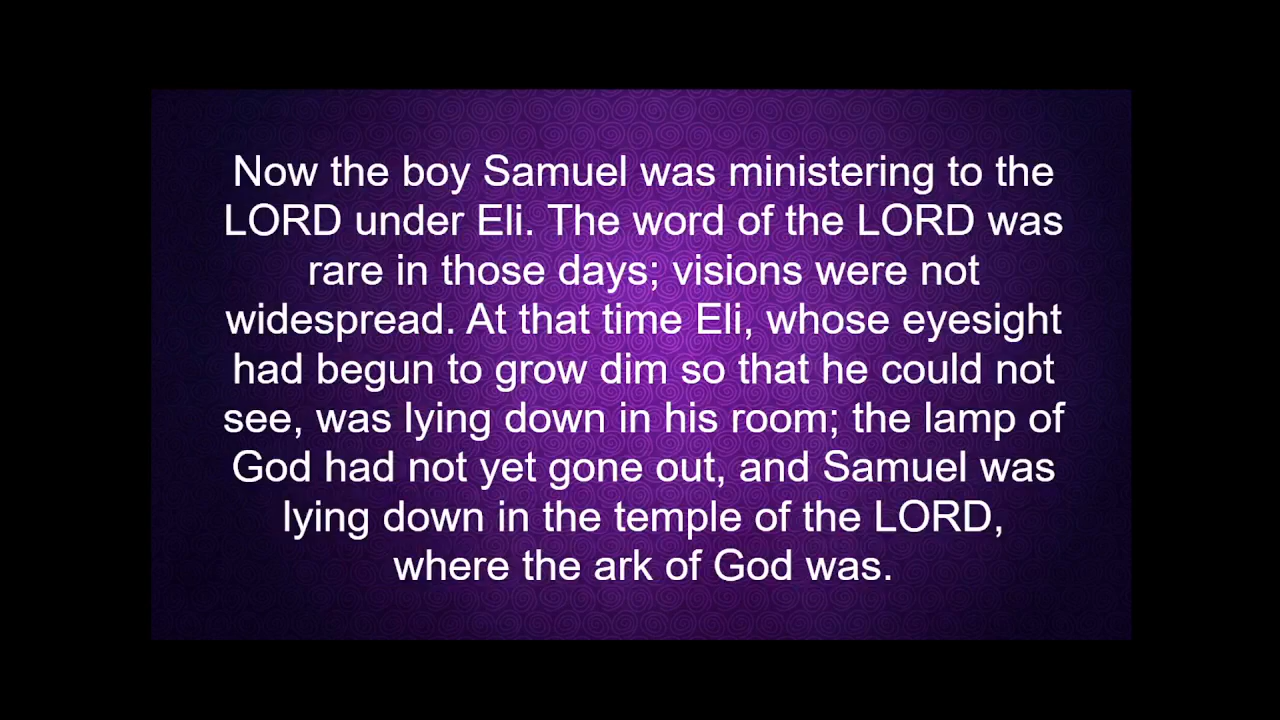 Now the boy Samuel was ministering to the
LORD under Eli. The word of the LORD was
rare in those days; visions were not
widespread. At that time Eli, whose eyesight
had begun to grow dim so that he could not
see, was lying down in his room; the lamp of
God had not yet gone out, and Samuel was
lying down in the temple of the LORD,
where the ark of God was.